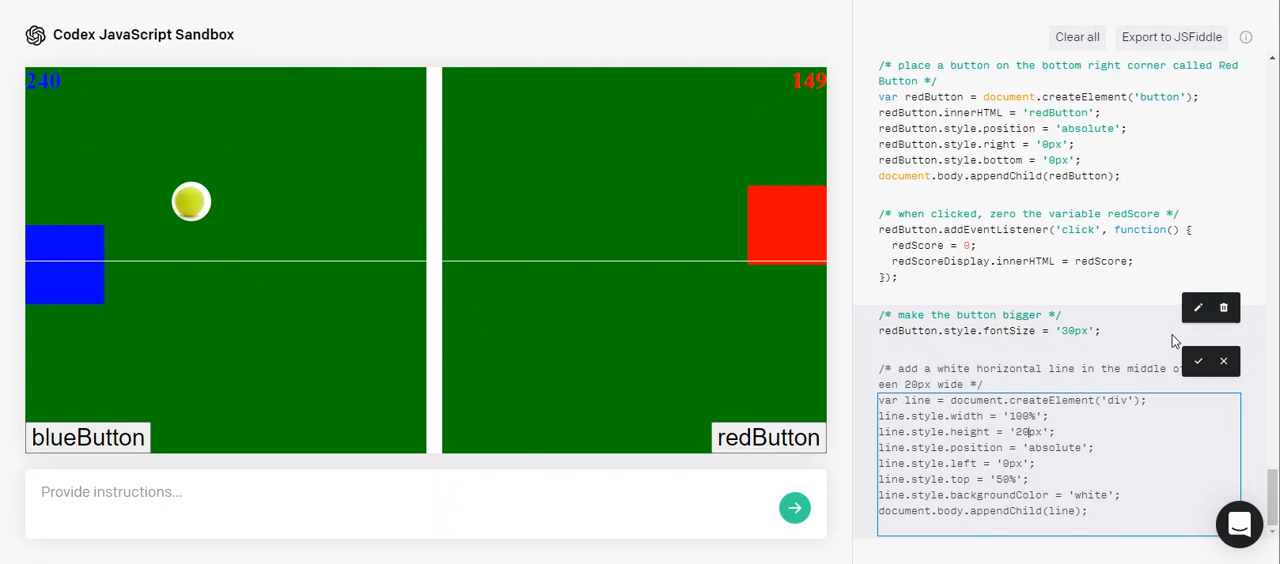 Codex JavaScript Sandbox
Clear all
Export to JSFiddle
240
149
blueButton
redButton
Provide instructions...
/* place a button on the bottom right corner called Red
Button */
var redButton = document.createElement('button');
redButton.innerHTML = 'redButton';
redButton.style.position = 'absolute';
redButton.style.right = '0px';
redButton.style.bottom = '0px';
document.body.appendChild(redButton);
/* when clicked, zero the variable redScore */
redButton.addEventListener('click', function() {
redScore = 0;
redScoreDisplay.innerHTML = redScore;
});
/* make the button bigger */
redButton.style.fontSize = '30px';
/* add a white horizontal line in the middle
een 20px wide */
var line = document.createElement('div');
line.style.width = '100%';
line.style.height = '20px';
line.style.position = 'absolute';
line.style.left = '0px';
line.style.top = '50%';
line.style.backgroundColor = 'white';
document.body.appendChild(line);